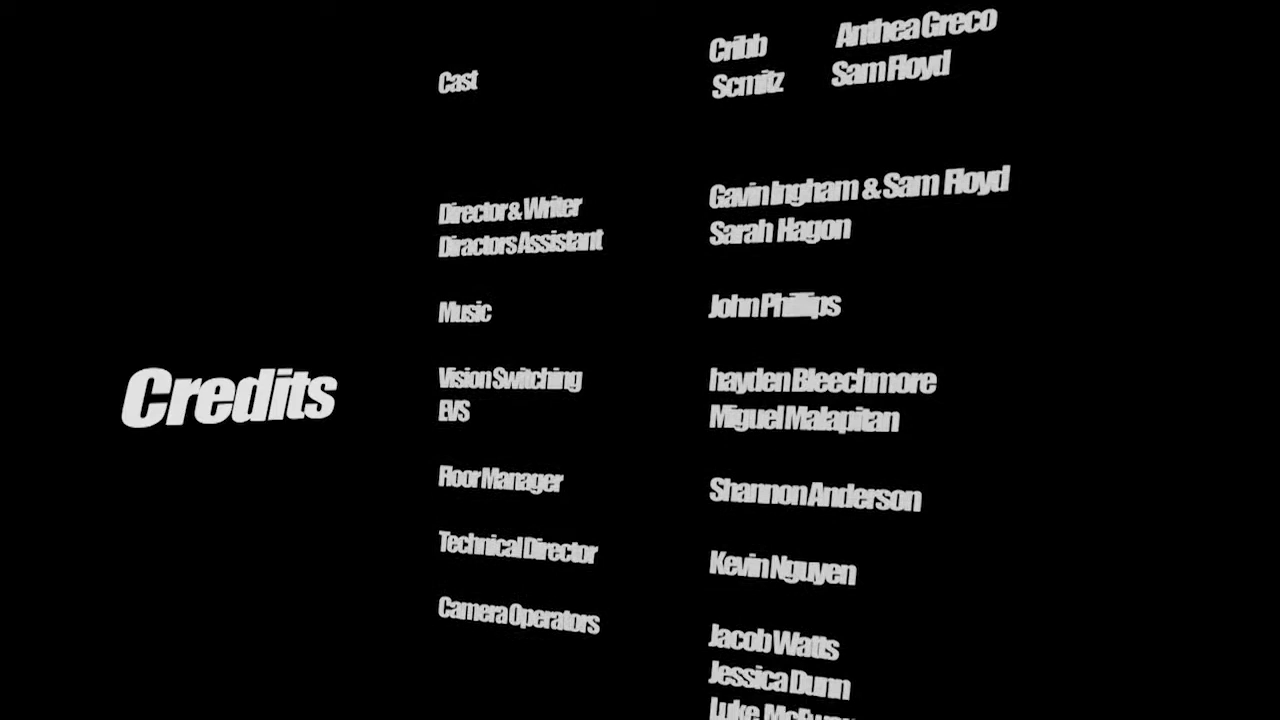 Cast Cribb Anthea Greco
Scmitz Sam Floyd
Director & Writer Gavin Ingham & Sam Floyd
Diractors Assistant Sarah Hagon
Music John Phillips
Credits
Vision Switching hayden Bleechmore
EVS Miguel Malapitan
Floor Manager Shannon Anderson
Technical Director Kevin Nguyen
Camera Operators Jacob Watts
Jessica Dunn
Luke